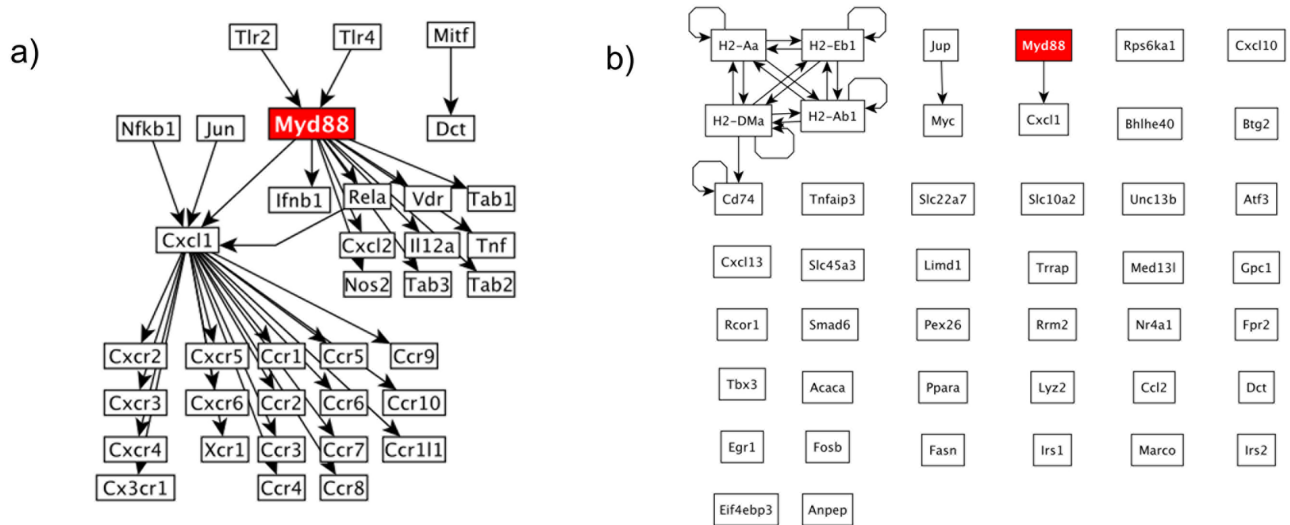 a)
Tlr2 Tlr4 Mitf
Nfkb1 Jun Myd88 Dct
Ifnb1 Rela Vdr Tab1
Cxcl1 Cxcl2 Il12a Tnf
Nos2 Tab3 Tab2
Cxcr2 Cxcr5 Ccr1 Ccr5 Ccr9
Cxcr3 Cxcr6 Ccr2 Ccr6 Ccr10
Cxcr4 Xcr1 Ccr3 Ccr7 Ccr1l1
Cx3cr1 Ccr4 Ccr8
b)
H2-Aa H2-Eb1 Jup Myd88 Rps6ka1 Cxcl10
H2-DMa H2-Ab1 Myc Cxcl1 Bhlhe40 Btg2
Cd74 Tnfaip3 Slc22a7 Slc10a2 Unc13b Atf3
Cxcl13 Slc45a3 Limd1 Trrap Med13l Gpc1
Rcor1 Smad6 Pex26 Rrm2 Nr4a1 Fpr2
Tbx3 Acaca Ppara Lyz2 Ccl2 Dct
Egr1 Fosb Fasn Irs1 Marco Irs2
Eif4ebp3 Anpep